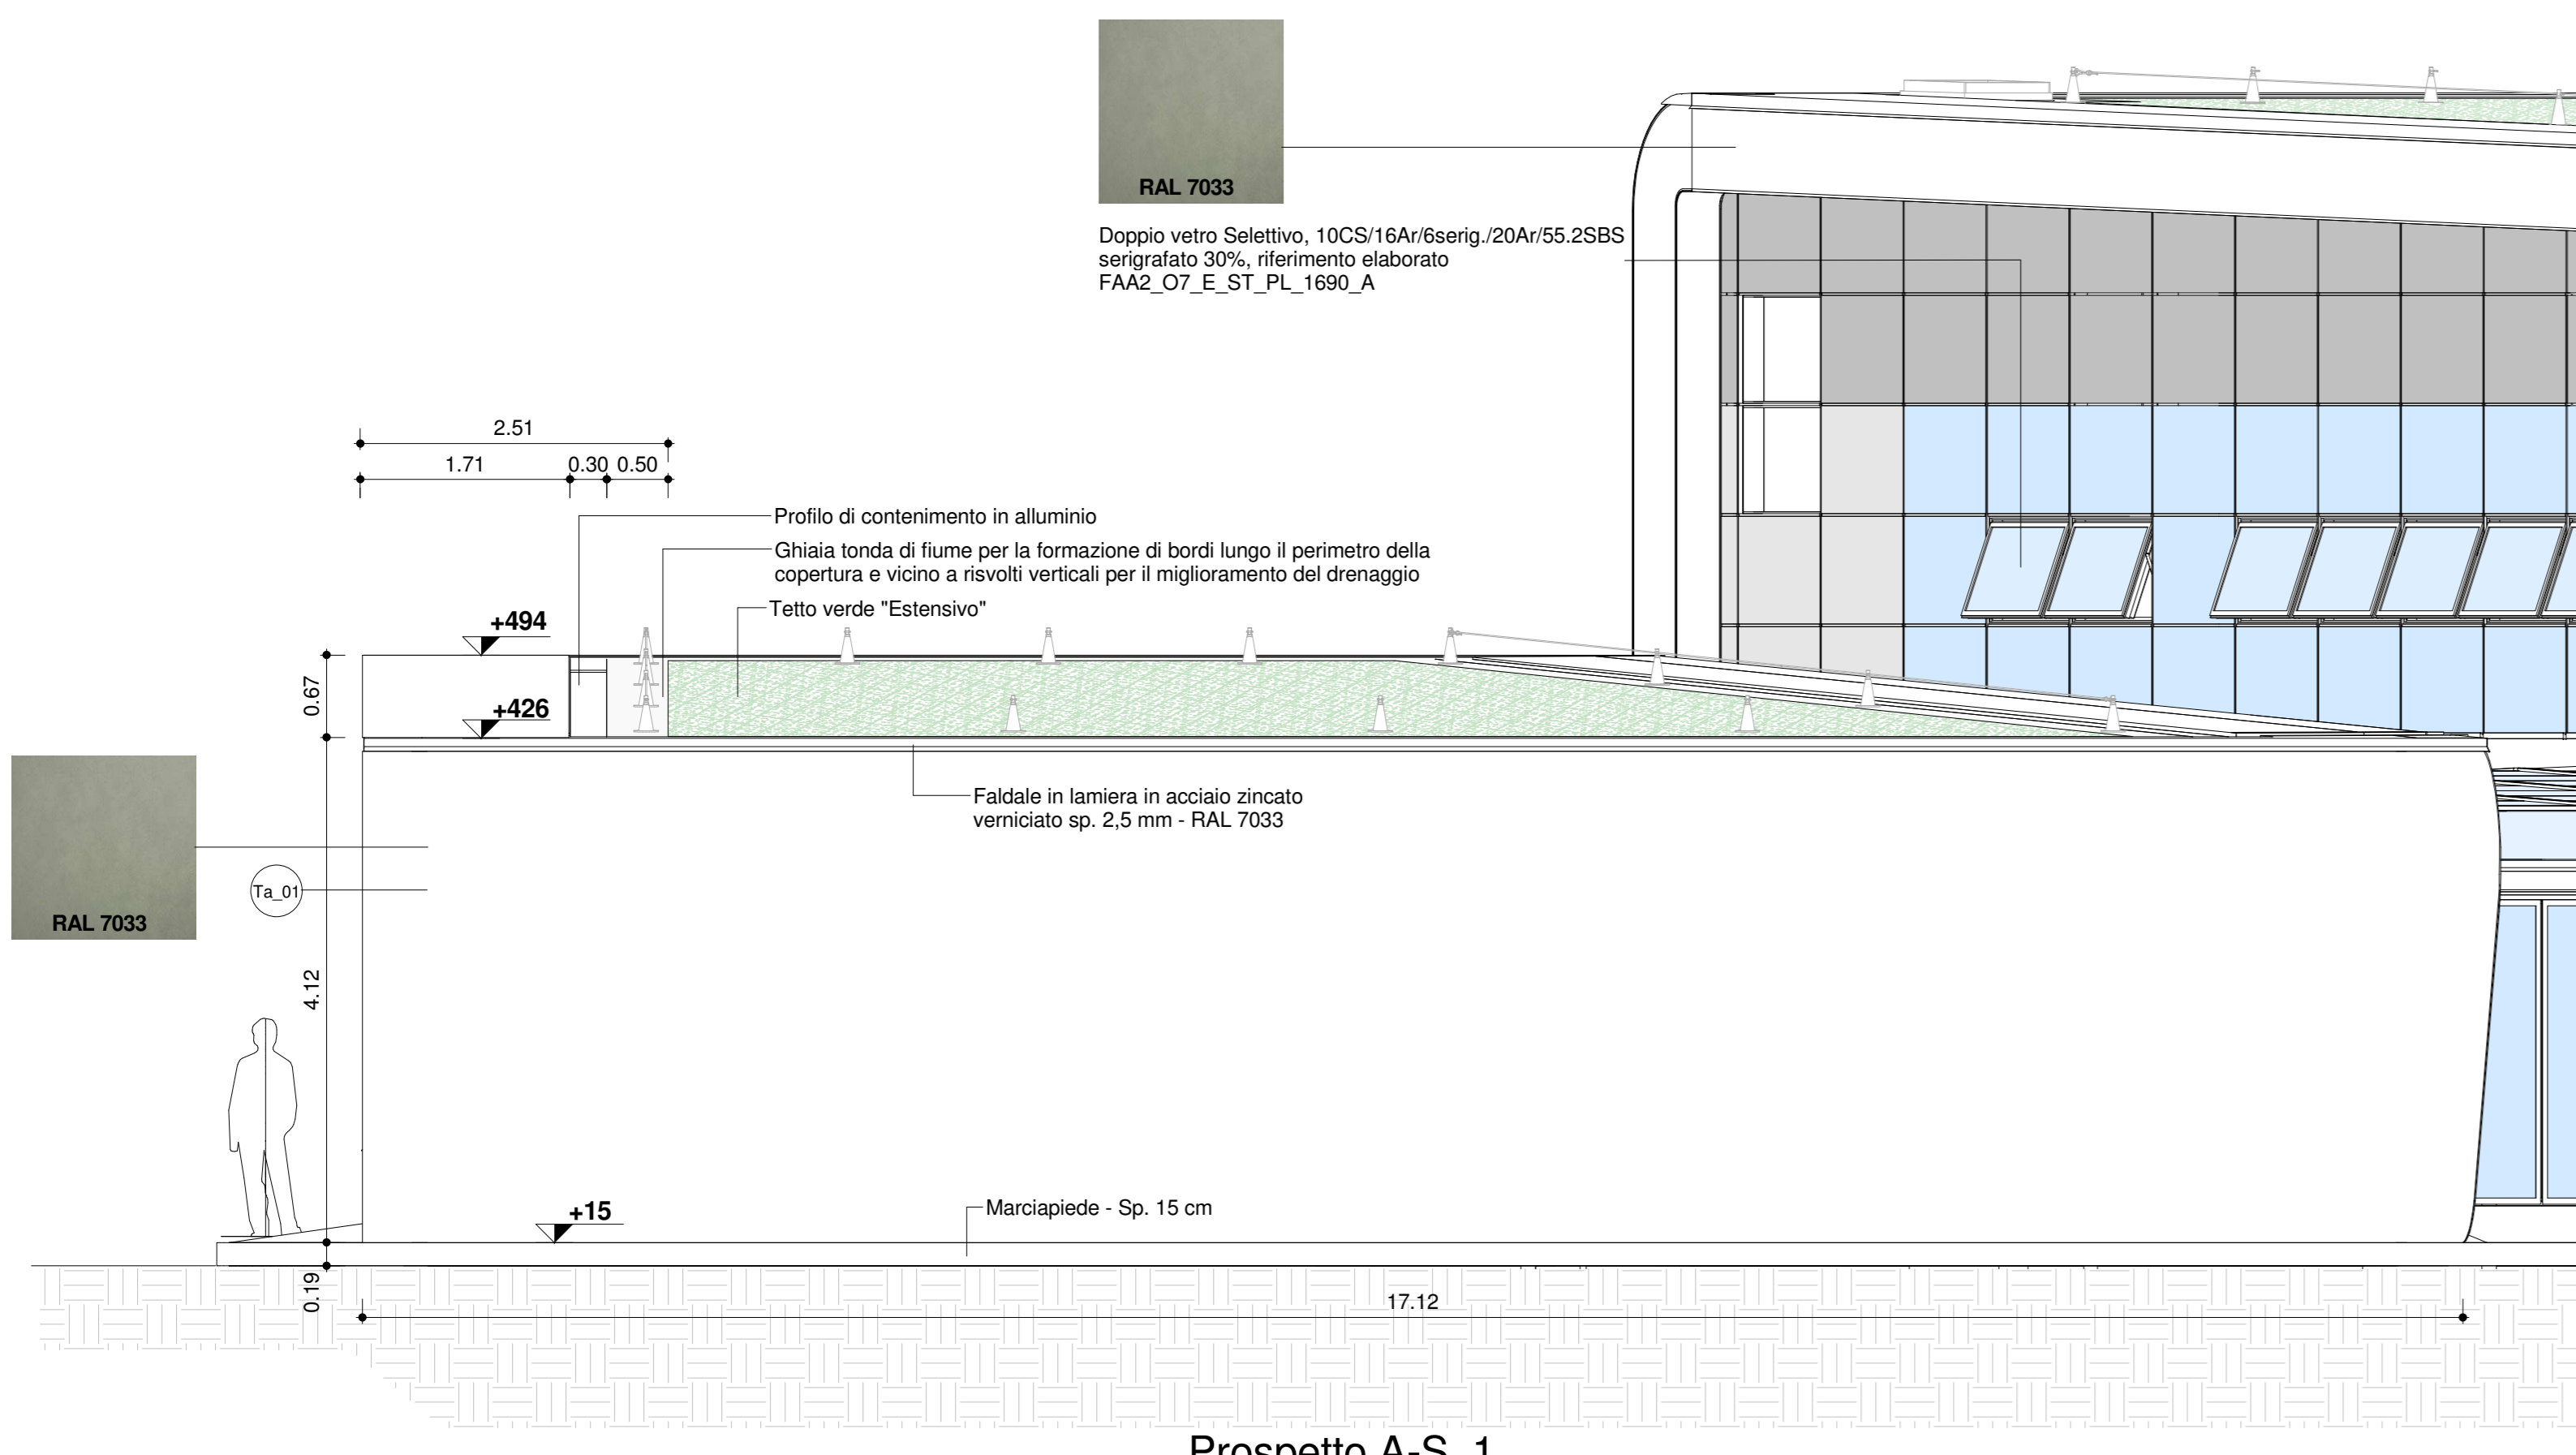 RAL 7033
Doppio vetro Selettivo, 10CS/16Ar/6serig./20Ar/55.2SBS
serigrafato 30%, riferimento elaborato
FAA2_O7_E_ST_PL_1690_A
2.51
1.71
0.30
0.50
Profilo di contenimento in alluminio
Ghiaia tonda di fiume per la formazione di bordi lungo il perimetro della
copertura e vicino a risvolti verticali per il miglioramento del drenaggio
Tetto verde "Estensivo"
+494
0.67
+426
Faldale in lamiera in acciaio zincato
verniciato sp. 2,5 mm - RAL 7033
RAL 7033
Ta_01
4.12
+15
Marciapiede - Sp. 15 cm
0.19
17.12
Prospetto A-S_1